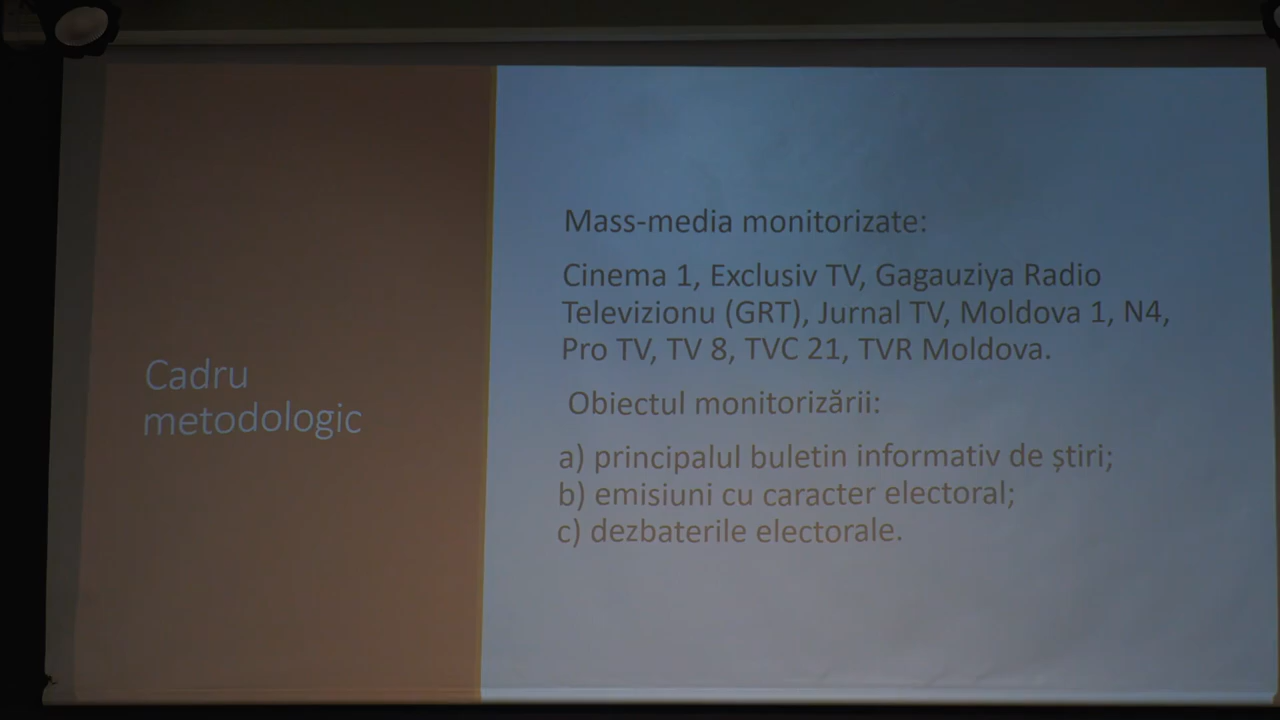 Cadru
metodologic
Mass-media monitorizate:
Cinema 1, Exclusiv TV, Gagauziya Radio
Televizionu (GRT), Jurnal TV, Moldova 1, N4,
Pro TV, TV 8, TVC 21, TVR Moldova.
Obiectul monitorizării:
a) principalul buletin informativ de știri;
b) emisiuni cu caracter electoral;
c) dezbaterile electorale.